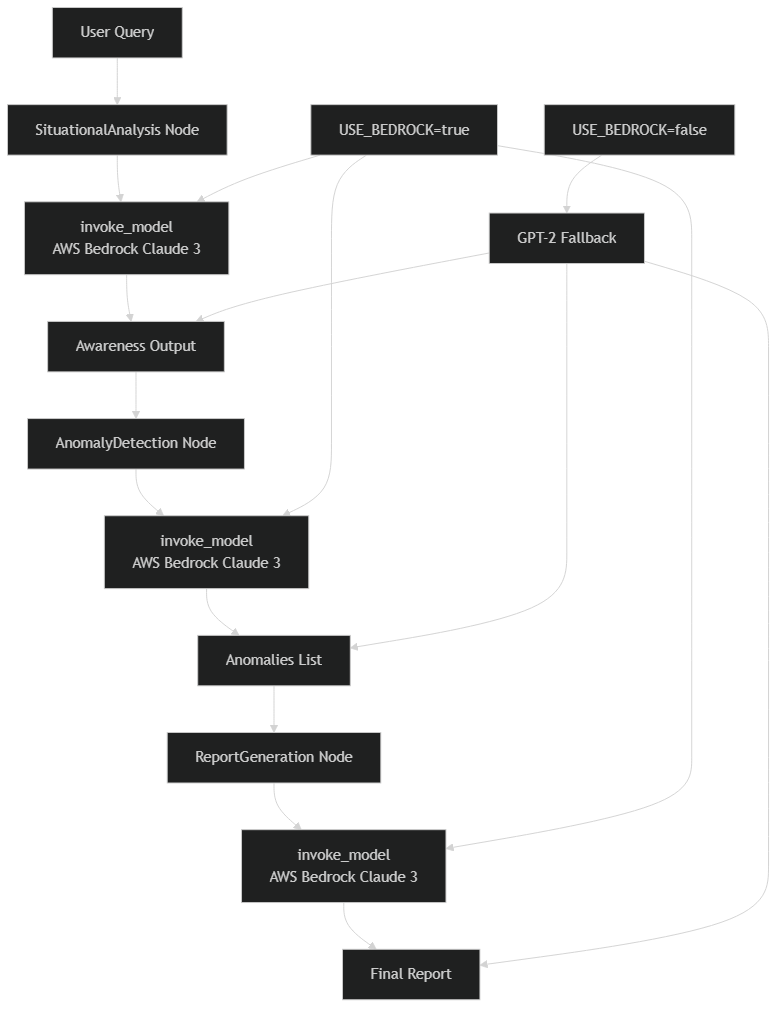 User Query
SituationalAnalysis Node
USE_BEDROCK=true
USE_BEDROCK=false
invoke_model
AWS Bedrock Claude 3
GPT-2 Fallback
Awareness Output
AnomalyDetection Node
invoke_model
AWS Bedrock Claude 3
Anomalies List
ReportGeneration Node
invoke_model
AWS Bedrock Claude 3
Final Report